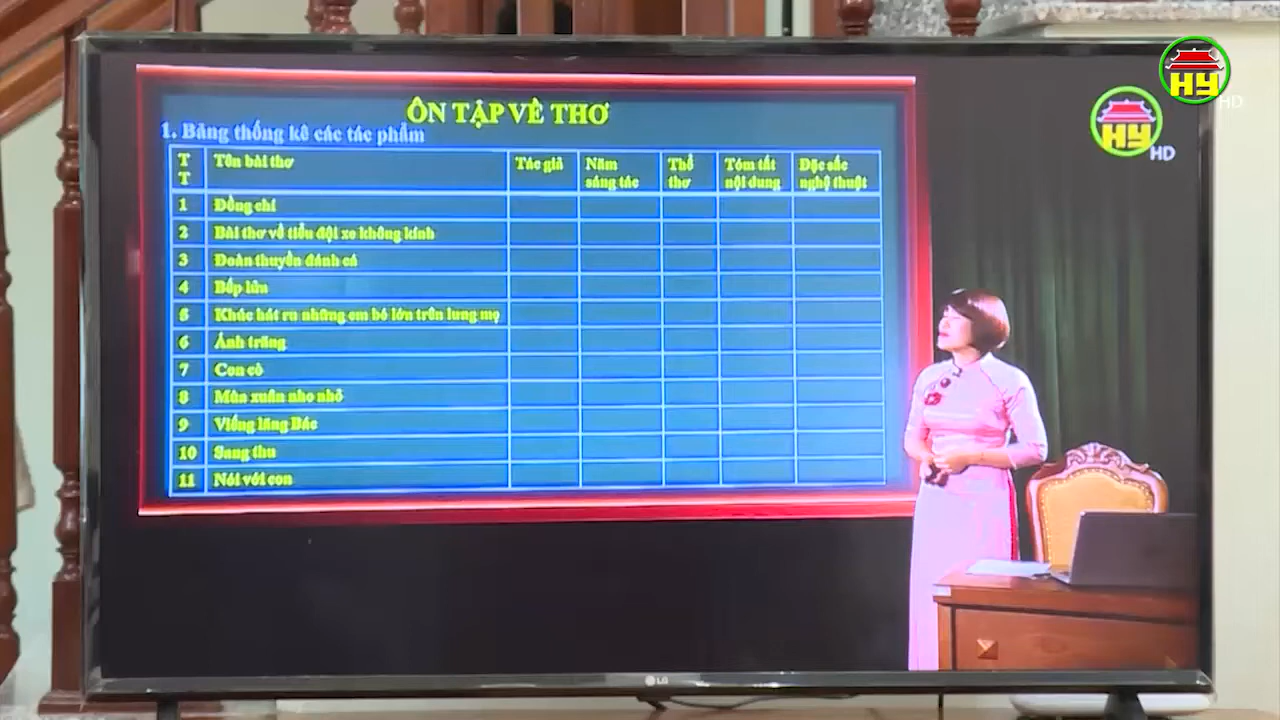 HY
HD
HY
HD
ÔN TẬP VỀ THƠ
1. Bảng thống kê các tác phẩm
TT Tên bài thơ Tác giả Năm sáng tác Thể thơ Tóm tắt nội dung Đặc sắc nghệ thuật
1 Đồng chí
2 Bài thơ về tiểu đội xe không kính
3 Đoàn thuyền đánh cá
4 Bếp lửa
5 Khúc hát ru những em bé lớn trên lưng mẹ
6 Ánh trăng
7 Con cò
8 Mùa xuân nho nhỏ
9 Viếng lăng Bác
10 Sang thu
11 Nói với con
LG